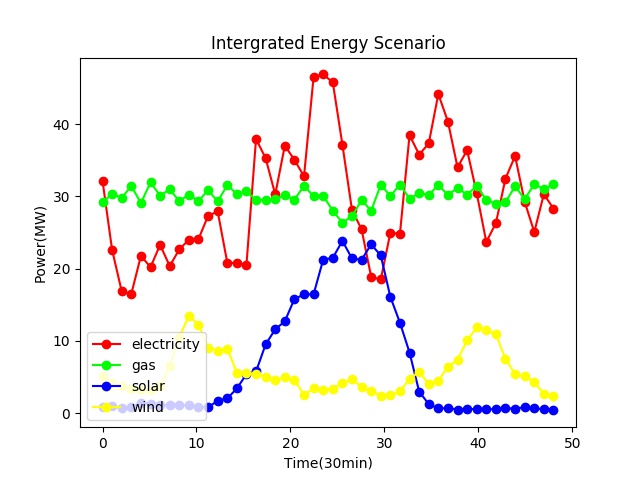 Intergrated Energy Scenario
Power(MW)
40
30
20
10
0
electricity
gas
solar
wind
0 10 20 30 40 50
Time(30min)